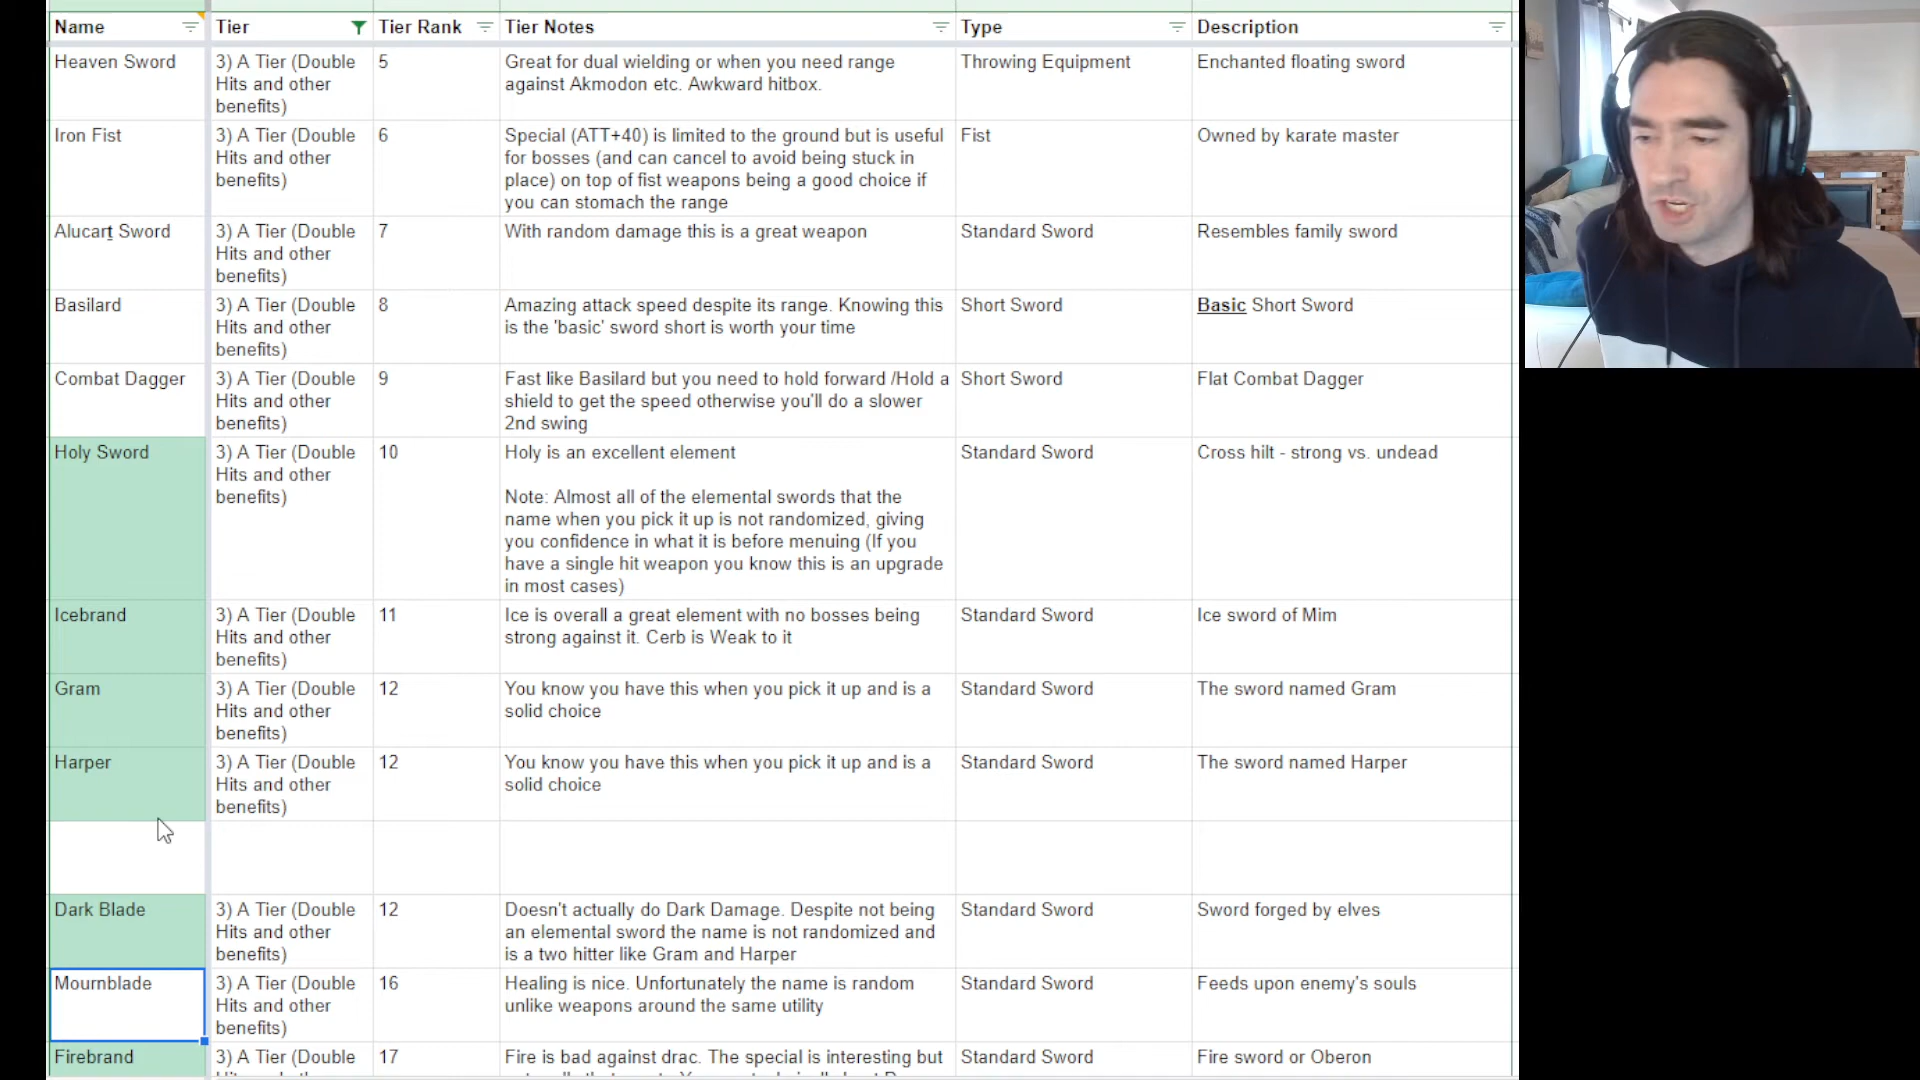 Name Tier Tier Rank Tier Notes Type Description
Heaven Sword 3) A Tier (Double 5 Great for dual wielding or when you need range Throwing Equipment Enchanted floating sword
Hits and other against Akmodon etc. Awkward hitbox.
benefits)
Iron Fist 3) A Tier (Double 6 Special (ATT+40) is limited to the ground but is useful Fist Owned by karate master
Hits and other for bosses (and can cancel to avoid being stuck in
benefits) place) on top of fist weapons being a good choice if
you can stomach the range
Alucart Sword 3) A Tier (Double 7 With random damage this is a great weapon Standard Sword Resembles family sword
Hits and other
benefits)
Basilard 3) A Tier (Double 8 Amazing attack speed despite its range. Knowing this Short Sword Basic Short Sword
Hits and other is the 'basic' sword short is worth your time
benefits)
Combat Dagger 3) A Tier (Double 9 Fast like Basilard but you need to hold forward /Hold a Short Sword Flat Combat Dagger
Hits and other shield to get the speed otherwise you'll do a slower
benefits) 2nd swing
Holy Sword 3) A Tier (Double 10 Holy is an excellent element Standard Sword Cross hilt - strong vs. undead
Hits and other
benefits) Note: Almost all of the elemental swords that the
name when you pick it up is not randomized, giving
you confidence in what it is before menuing (If you
have a single hit weapon you know this is an upgrade
in most cases)
Icebrand 3) A Tier (Double 11 Ice is overall a great element with no bosses being Standard Sword Ice sword of Mim
Hits and other strong against it. Cerb is Weak to it
benefits)
Gram 3) A Tier (Double 12 You know you have this when you pick it up and is a Standard Sword The sword named Gram
Hits and other solid choice
benefits)
Harper 3) A Tier (Double 12 You know you have this when you pick it up and is a Standard Sword The sword named Harper
Hits and other solid choice
benefits)
Dark Blade 3) A Tier (Double 12 Doesn't actually do Dark Damage. Despite not being Standard Sword Sword forged by elves
Hits and other an elemental sword the name is not randomized and
benefits) is a two hitter like Gram and Harper
Mournblade 3) A Tier (Double 16 Healing is nice. Unfortunately the name is random Standard Sword Feeds upon enemy's souls
Hits and other unlike weapons around the same utility
benefits)
Firebrand 3) A Tier (Double 17 Fire is bad against drac. The special is interesting but Standard Sword Fire sword or Oberon